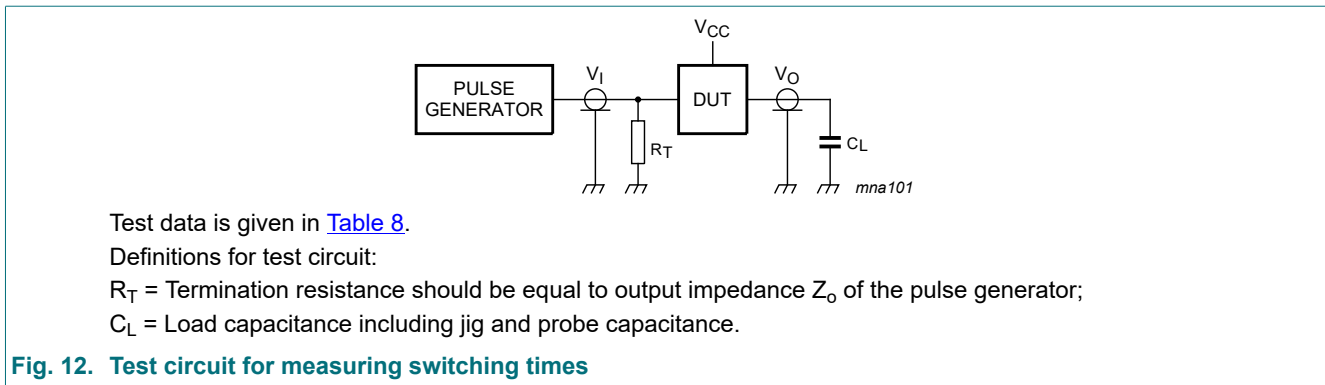 VCC
PULSE
GENERATOR
VI
DUT
VO
RT
CL
mna101
Test data is given in Table 8.
Definitions for test circuit:
RT = Termination resistance should be equal to output impedance Zo of the pulse generator;
CL = Load capacitance including jig and probe capacitance.
Fig. 12. Test circuit for measuring switching times